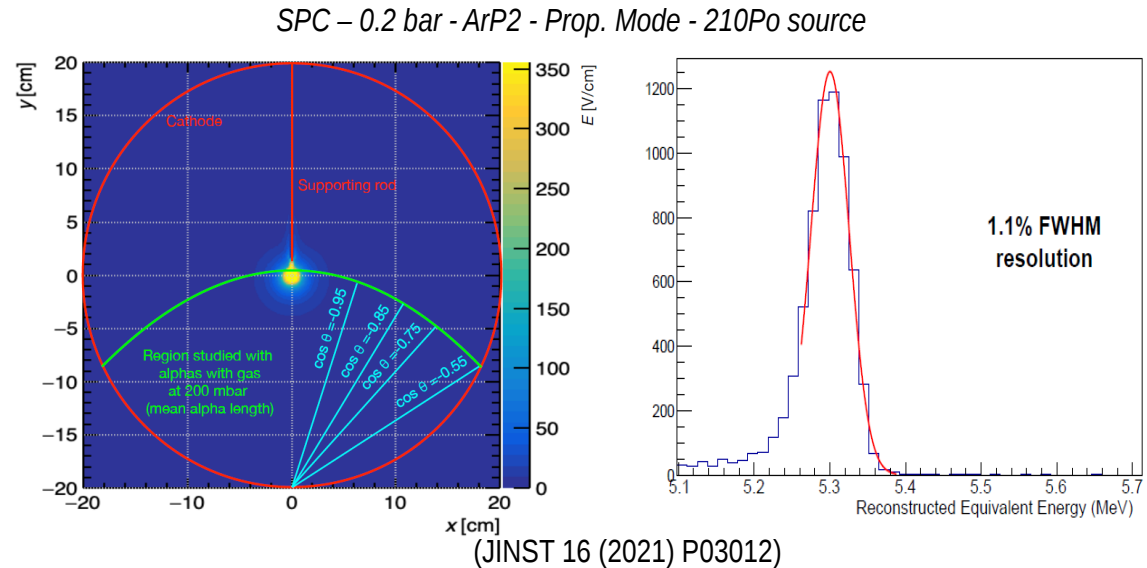 SPC – 0.2 bar - ArP2 - Prop. Mode - 210Po source
y [cm]
20
15
10
5
0
−5
−10
−15
−20
−20
−10
0
10
20
x [cm]
Cathode
Supporting rod
cos θ =-0.95
cos θ =-0.85
cos θ =-0.75
cos θ =-0.55
Region studied with
alphas with gas
at 200 mbar
(mean alpha length)
350
300
250
200
150
100
50
0
E [V/cm]
1200
1000
800
600
400
200
0
5.1
5.2
5.3
5.4
5.5
5.6
5.7
Reconstructed Equivalent Energy (MeV)
1.1% FWHM
resolution
(JINST 16 (2021) P03012)